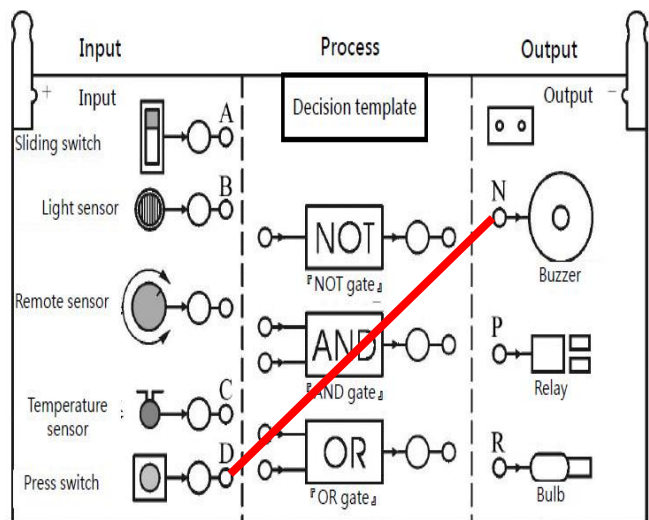 Input
Process
Output
+
Input
Decision template
Output −
A
Sliding switch
B
Light sensor
NOT
『NOT gate』
N
Buzzer
Remote sensor
AND
『AND gate』
P
Relay
C
Temperature
sensor
D
Press switch
OR
『OR gate』
R
Bulb